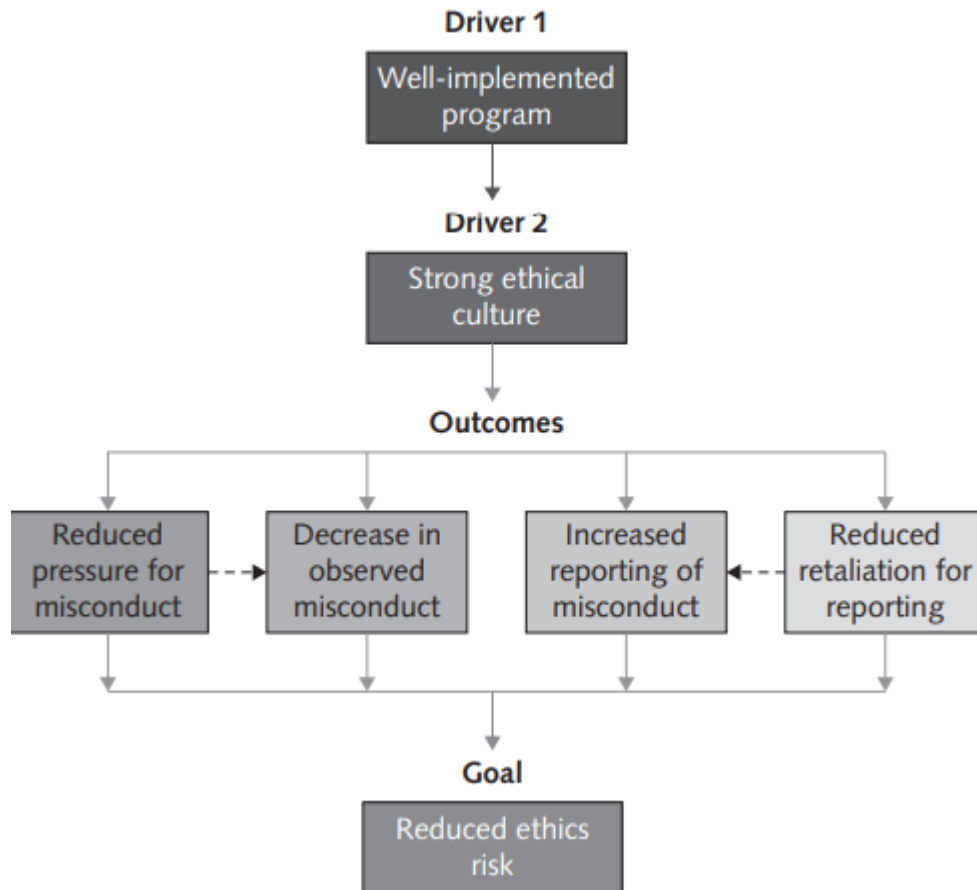 Driver 1
Well-implemented
program
Driver 2
Strong ethical
culture
Outcomes
Reduced
pressure for
misconduct
Decrease in
observed
misconduct
Increased
reporting of
misconduct
Reduced
retaliation for
reporting
Goal
Reduced ethics
risk